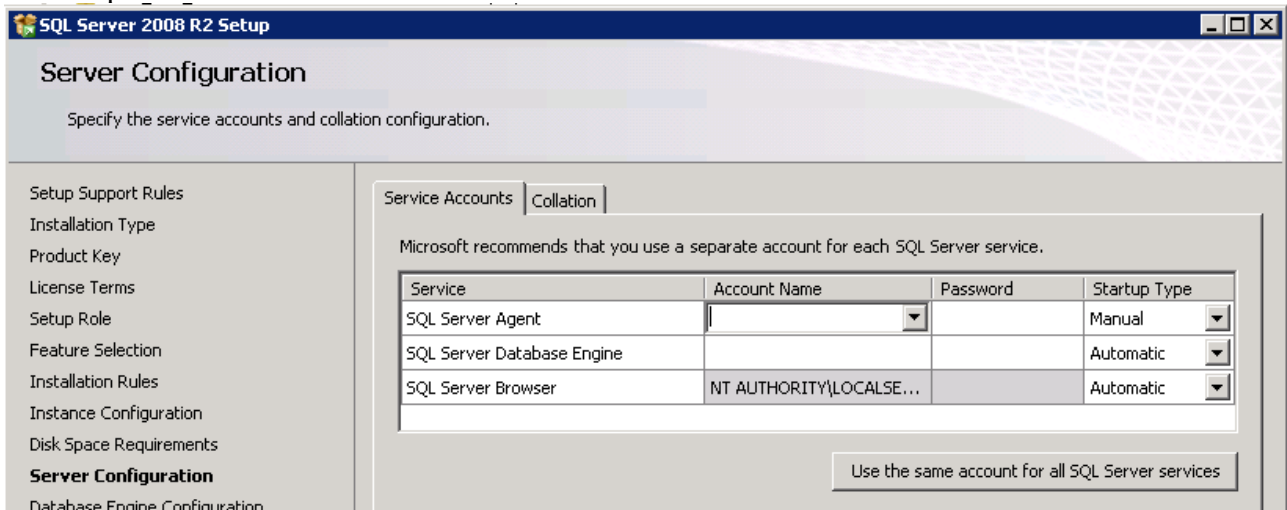 SQL Server 2008 R2 Setup
Server Configuration
Specify the service accounts and collation configuration.
Setup Support Rules
Installation Type
Product Key
License Terms
Setup Role
Feature Selection
Installation Rules
Instance Configuration
Disk Space Requirements
Server Configuration
Database Engine Configuration
Service Accounts Collation
Microsoft recommends that you use a separate account for each SQL Server service.
Service Account Name Password Startup Type
SQL Server Agent Manual
SQL Server Database Engine Automatic
SQL Server Browser NT AUTHORITY\LOCALSE... Automatic
Use the same account for all SQL Server services